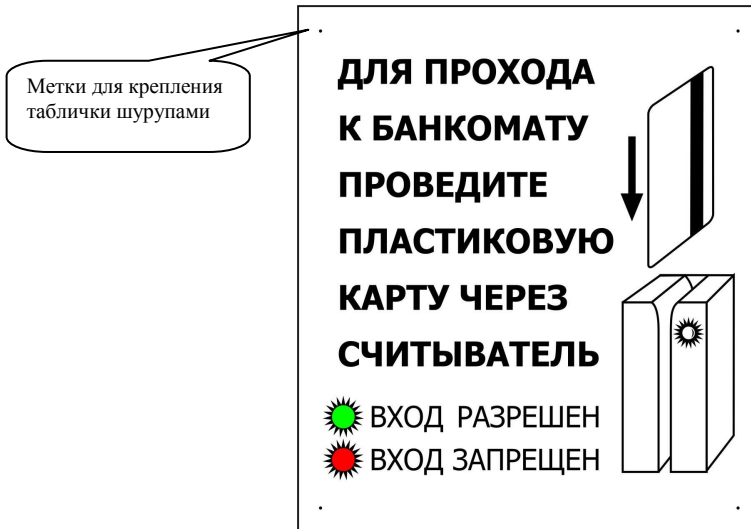 Метки для крепления
таблички шурупами
ДЛЯ ПРОХОДА
К БАНКОМАТУ
ПРОВЕДИТЕ
ПЛАСТИКОВУЮ
КАРТУ ЧЕРЕЗ
СЧИТЫВАТЕЛЬ
ВХОД РАЗРЕШЕН
ВХОД ЗАПРЕЩЕН